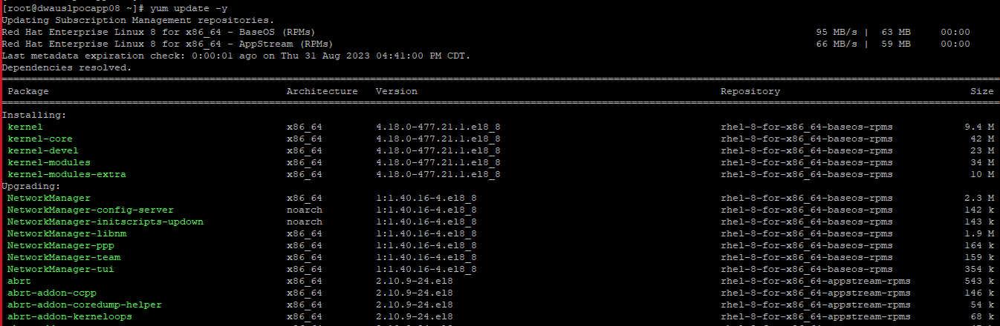 [root@dwauslpocapp08 ~]# yum update -y
Updating Subscription Management repositories.
Red Hat Enterprise Linux 8 for x86_64 - BaseOS (RPMs) 95 MB/s | 63 MB 00:00
Red Hat Enterprise Linux 8 for x86_64 - AppStream (RPMs) 66 MB/s | 59 MB 00:00
Last metadata expiration check: 0:00:01 ago on Thu 31 Aug 2023 04:41:00 PM CDT.
Dependencies resolved.
Package Architecture Version Repository Size
Installing:
kernel x86_64 4.18.0-477.21.1.el8_8 rhel-8-for-x86_64-baseos-rpms 9.4 M
kernel-core x86_64 4.18.0-477.21.1.el8_8 rhel-8-for-x86_64-baseos-rpms 42 M
kernel-devel x86_64 4.18.0-477.21.1.el8_8 rhel-8-for-x86_64-baseos-rpms 23 M
kernel-modules x86_64 4.18.0-477.21.1.el8_8 rhel-8-for-x86_64-baseos-rpms 34 M
kernel-modules-extra x86_64 4.18.0-477.21.1.el8_8 rhel-8-for-x86_64-baseos-rpms 10 M
Upgrading:
NetworkManager x86_64 1:1.40.16-4.el8_8 rhel-8-for-x86_64-baseos-rpms 2.3 M
NetworkManager-config-server noarch 1:1.40.16-4.el8_8 rhel-8-for-x86_64-baseos-rpms 142 k
NetworkManager-initscripts-updown noarch 1:1.40.16-4.el8_8 rhel-8-for-x86_64-baseos-rpms 143 k
NetworkManager-libnm x86_64 1:1.40.16-4.el8_8 rhel-8-for-x86_64-baseos-rpms 1.9 M
NetworkManager-ppp x86_64 1:1.40.16-4.el8_8 rhel-8-for-x86_64-baseos-rpms 164 k
NetworkManager-team x86_64 1:1.40.16-4.el8_8 rhel-8-for-x86_64-baseos-rpms 159 k
NetworkManager-tui x86_64 1:1.40.16-4.el8_8 rhel-8-for-x86_64-baseos-rpms 354 k
abrt x86_64 2.10.9-24.el8 rhel-8-for-x86_64-appstream-rpms 543 k
abrt-addon-ccpp x86_64 2.10.9-24.el8 rhel-8-for-x86_64-appstream-rpms 146 k
abrt-addon-coredump-helper x86_64 2.10.9-24.el8 rhel-8-for-x86_64-appstream-rpms 54 k
abrt-addon-kerneloops x86_64 2.10.9-24.el8 rhel-8-for-x86_64-appstream-rpms 68 k